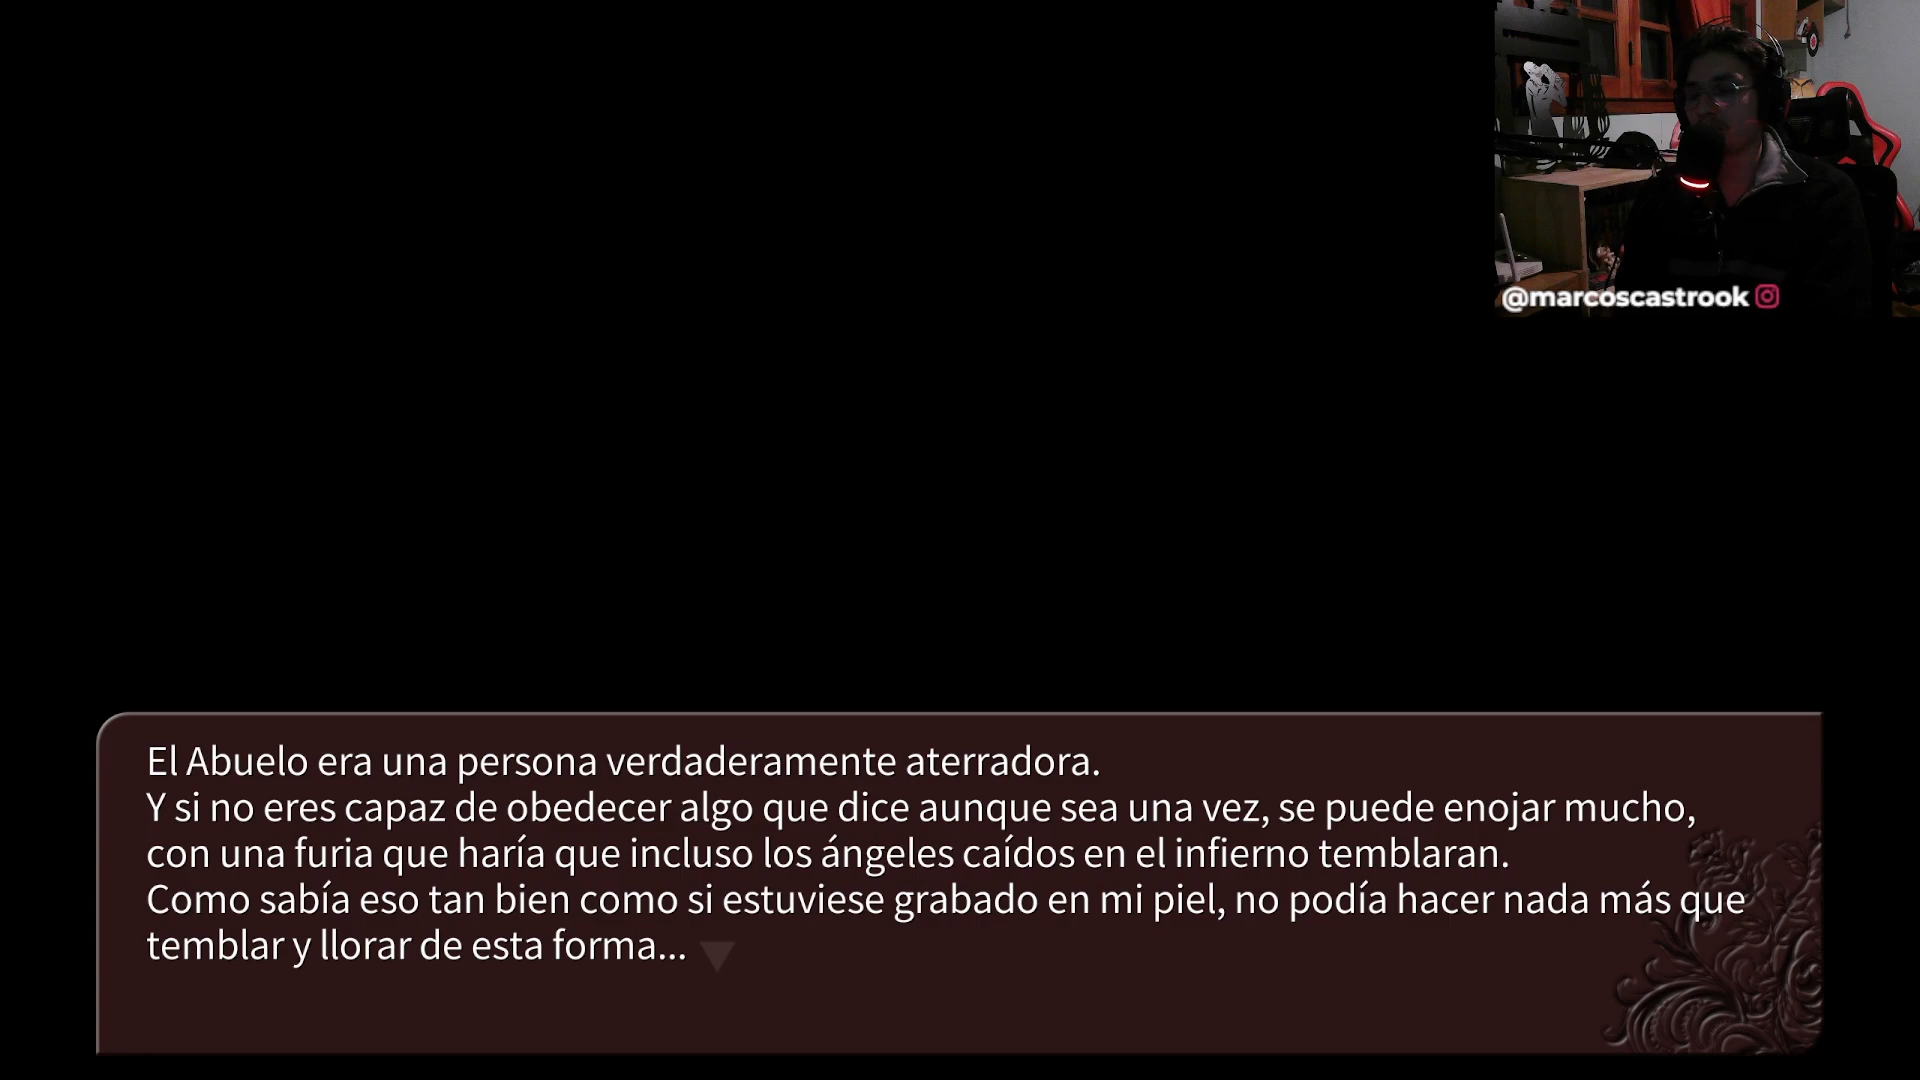 @marcoscastrook
El Abuelo era una persona verdaderamente aterradora.
Y si no eres capaz de obedecer algo que dice aunque sea una vez, se puede enojar mucho,
con una furia que haría que incluso los ángeles caídos en el infierno temblaran.
Como sabía eso tan bien como si estuviese grabado en mi piel, no podía hacer nada más que
temblar y llorar de esta forma...